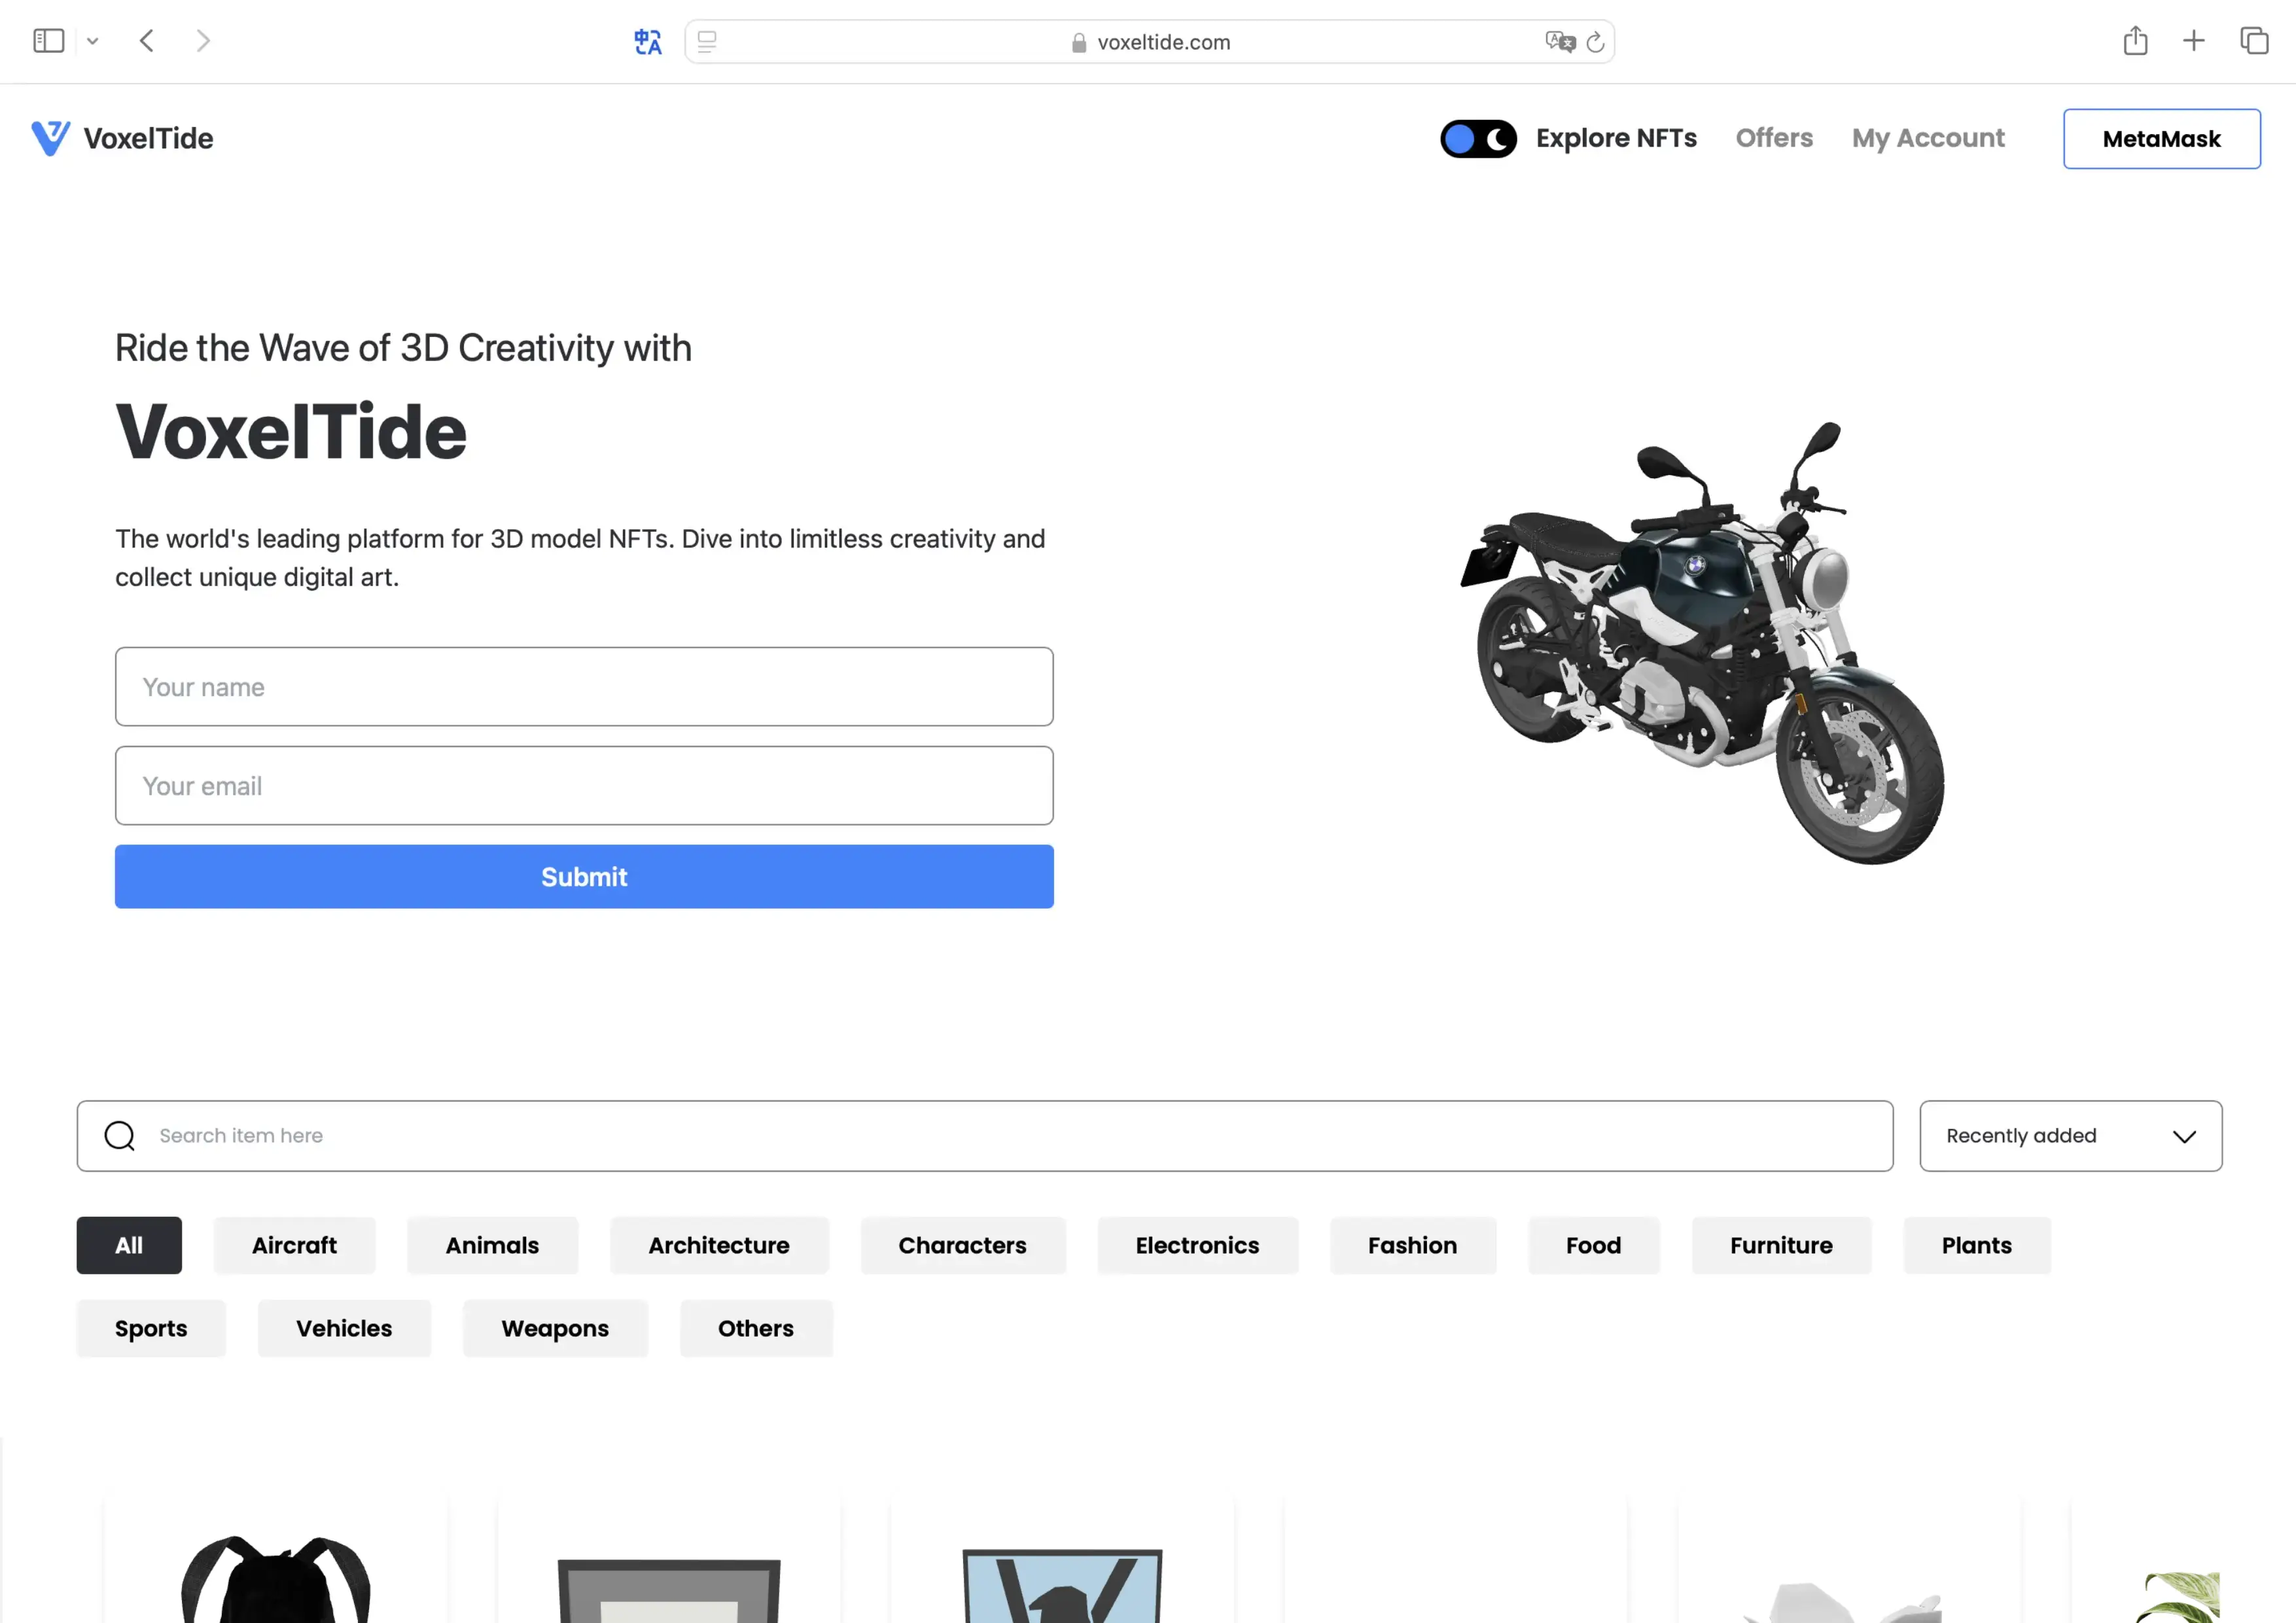 voxeltide.com
VoxelTide
Explore NFTs
Offers
My Account
MetaMask
Ride the Wave of 3D Creativity with
VoxelTide
The world's leading platform for 3D model NFTs. Dive into limitless creativity and
collect unique digital art.
Your name
Your email
Submit
Search item here
Recently added
All
Aircraft
Animals
Architecture
Characters
Electronics
Fashion
Food
Furniture
Plants
Sports
Vehicles
Weapons
Others